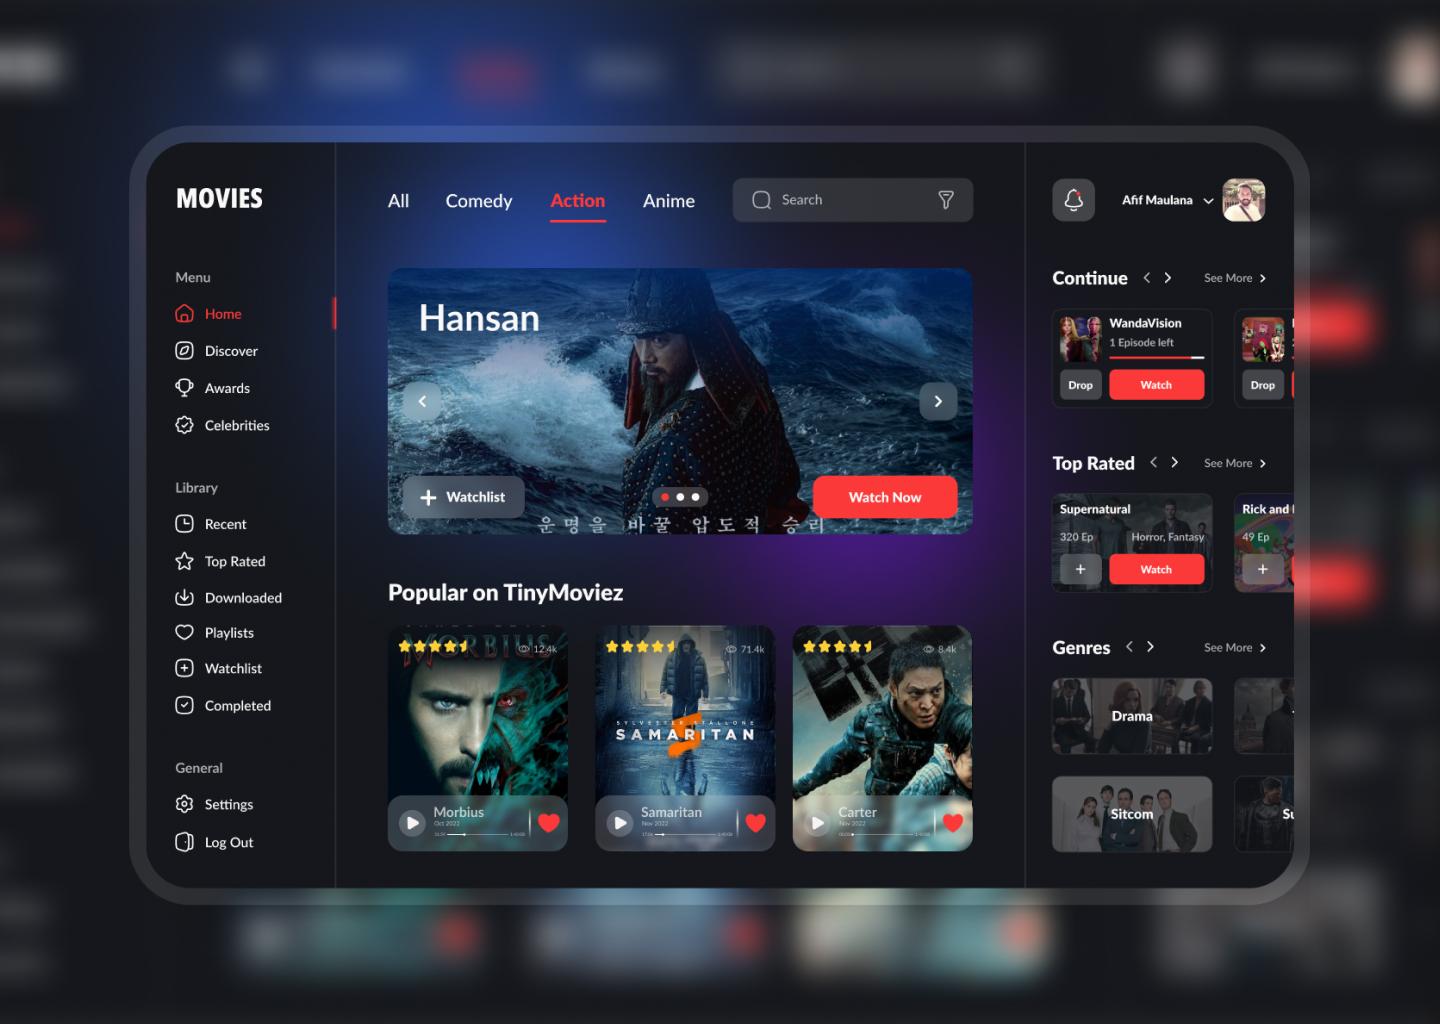 MOVIES
Menu
Home
Discover
Awards
Celebrities
Library
Recent
Top Rated
Downloaded
Playlists
Watchlist
Completed
General
Settings
Log Out
All Comedy Action Anime
Search
Hansan
Watchlist
Watch Now
운명을 바꿀 압도적 승리
Popular on TinyMoviez
MORBIUS
12.4k
Morbius
Oct 2022
71.4k
SYLVESTER STALLONE
SAMARITAN
Samaritan
Nov 2022
8.4k
Carter
Nov 2022
Afif Maulana
Continue
See More
WandaVision
1 Episode left
Drop
Watch
Drop
Top Rated
See More
Supernatural
320 Ep
Horror, Fantasy
Watch
Rick and
49 Ep
Genres
See More
Drama
Sitcom
Su